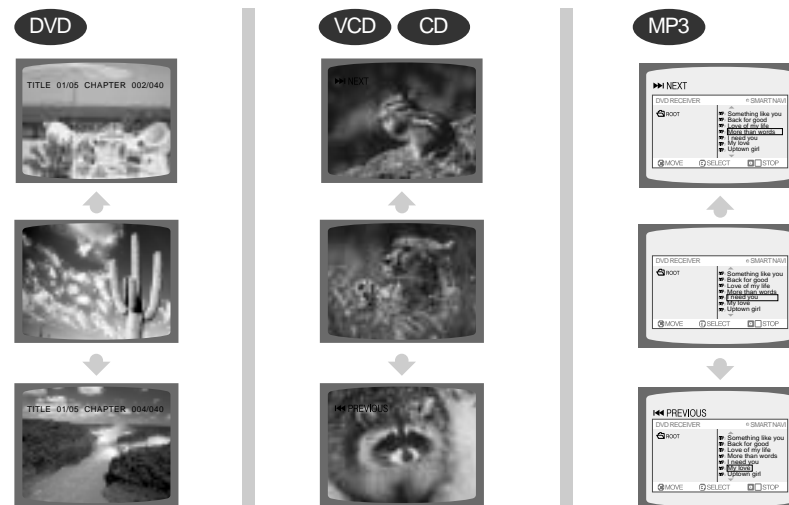 DVD
TITLE 01/05 CHAPTER 002/040
TITLE 01/05 CHAPTER 004/040
VCD CD
NEXT
PREVIOUS
MP3
NEXT
DVD RECEIVER SMART NAVI
ROOT
Something like you
Back for good
Love of my life
More than words
I need you
My love
Uptown girl
MOVE SELECT STOP
DVD RECEIVER SMART NAVI
ROOT
Something like you
Back for good
Love of my life
More than words
I need you
My love
Uptown girl
MOVE SELECT STOP
PREVIOUS
DVD RECEIVER SMART NAVI
ROOT
Something like you
Back for good
Love of my life
More than words
I need you
My love
Uptown girl
MOVE SELECT STOP